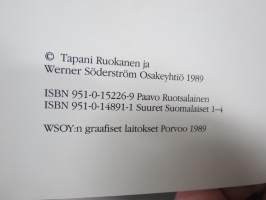 © Tapani Ruokanen ja
Werner Söderström Osakeyhtiö 1989
ISBN 951-0-15226-9 Paavo Ruotsalainen
ISBN 951-0-14891-1 Suuret Suomalaiset 1–4
WSOY:n graafiset laitokset Porvoo 1989